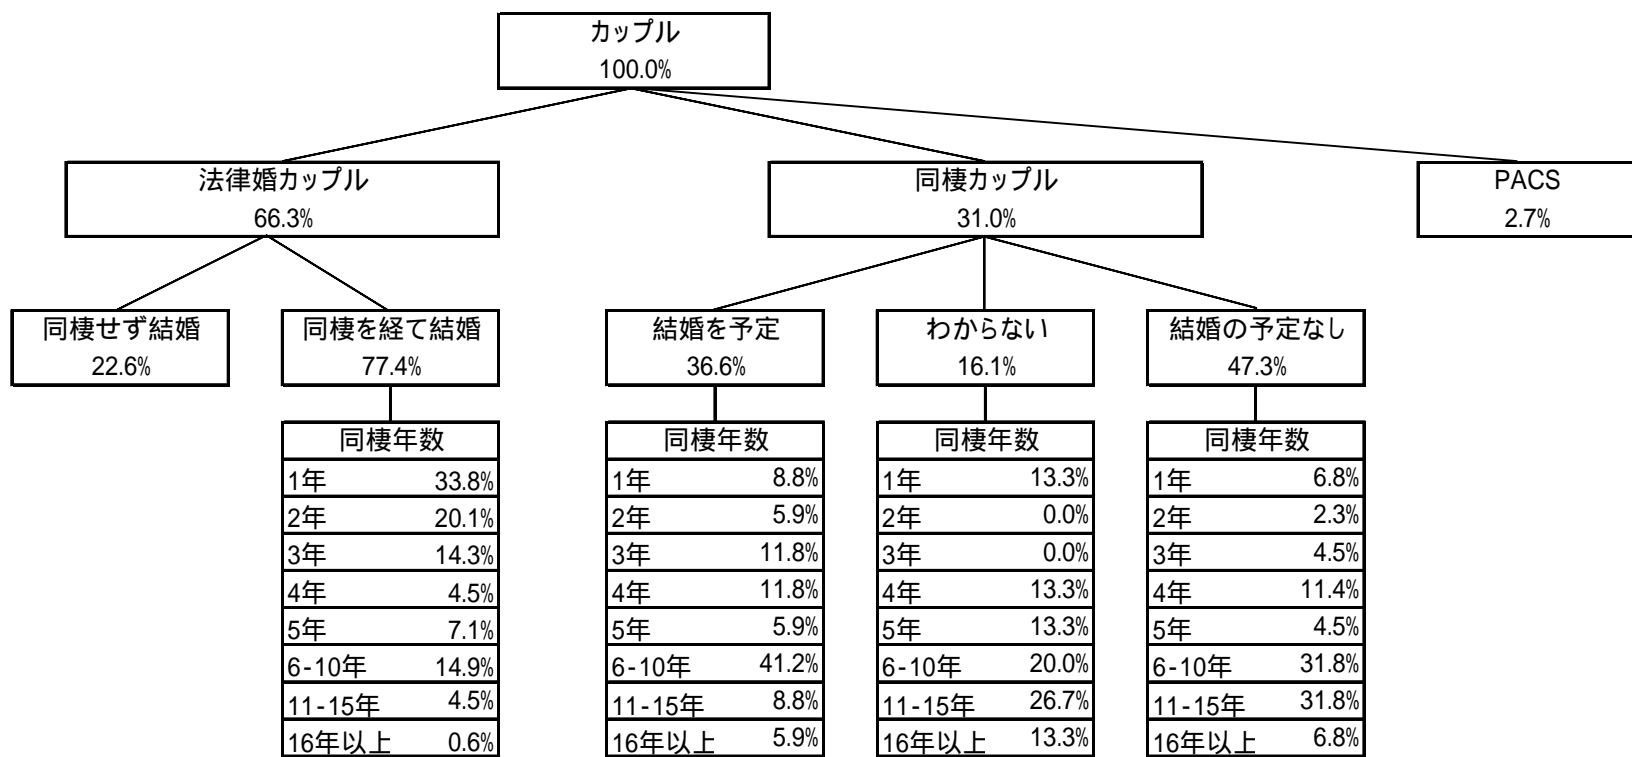 カップル
100.0%
法律婚カップル
66.3%
同棲カップル
31.0%
PACS
2.7%
同棲せず結婚
22.6%
同棲を経て結婚
77.4%
結婚を予定
36.6%
わからない
16.1%
結婚の予定なし
47.3%
同棲年数
1年 33.8%
2年 20.1%
3年 14.3%
4年 4.5%
5年 7.1%
6-10年 14.9%
11-15年 4.5%
16年以上 0.6%
同棲年数
1年 8.8%
2年 5.9%
3年 11.8%
4年 11.8%
5年 5.9%
6-10年 41.2%
11-15年 8.8%
16年以上 5.9%
同棲年数
1年 13.3%
2年 0.0%
3年 0.0%
4年 13.3%
5年 13.3%
6-10年 20.0%
11-15年 26.7%
16年以上 13.3%
同棲年数
1年 6.8%
2年 2.3%
3年 4.5%
4年 11.4%
5年 4.5%
6-10年 31.8%
11-15年 31.8%
16年以上 6.8%